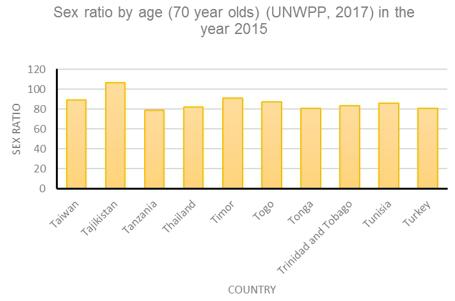 Sex ratio by age (70 year olds) (UNWPP, 2017) in the
year 2015
120
100
80
60
40
20
0
SEX RATIO
Taiwan
Tajikistan
Tanzania
Thailand
Timor
Togo
Tonga
Trinidad and Tobago
Tunisia
Turkey
COUNTRY